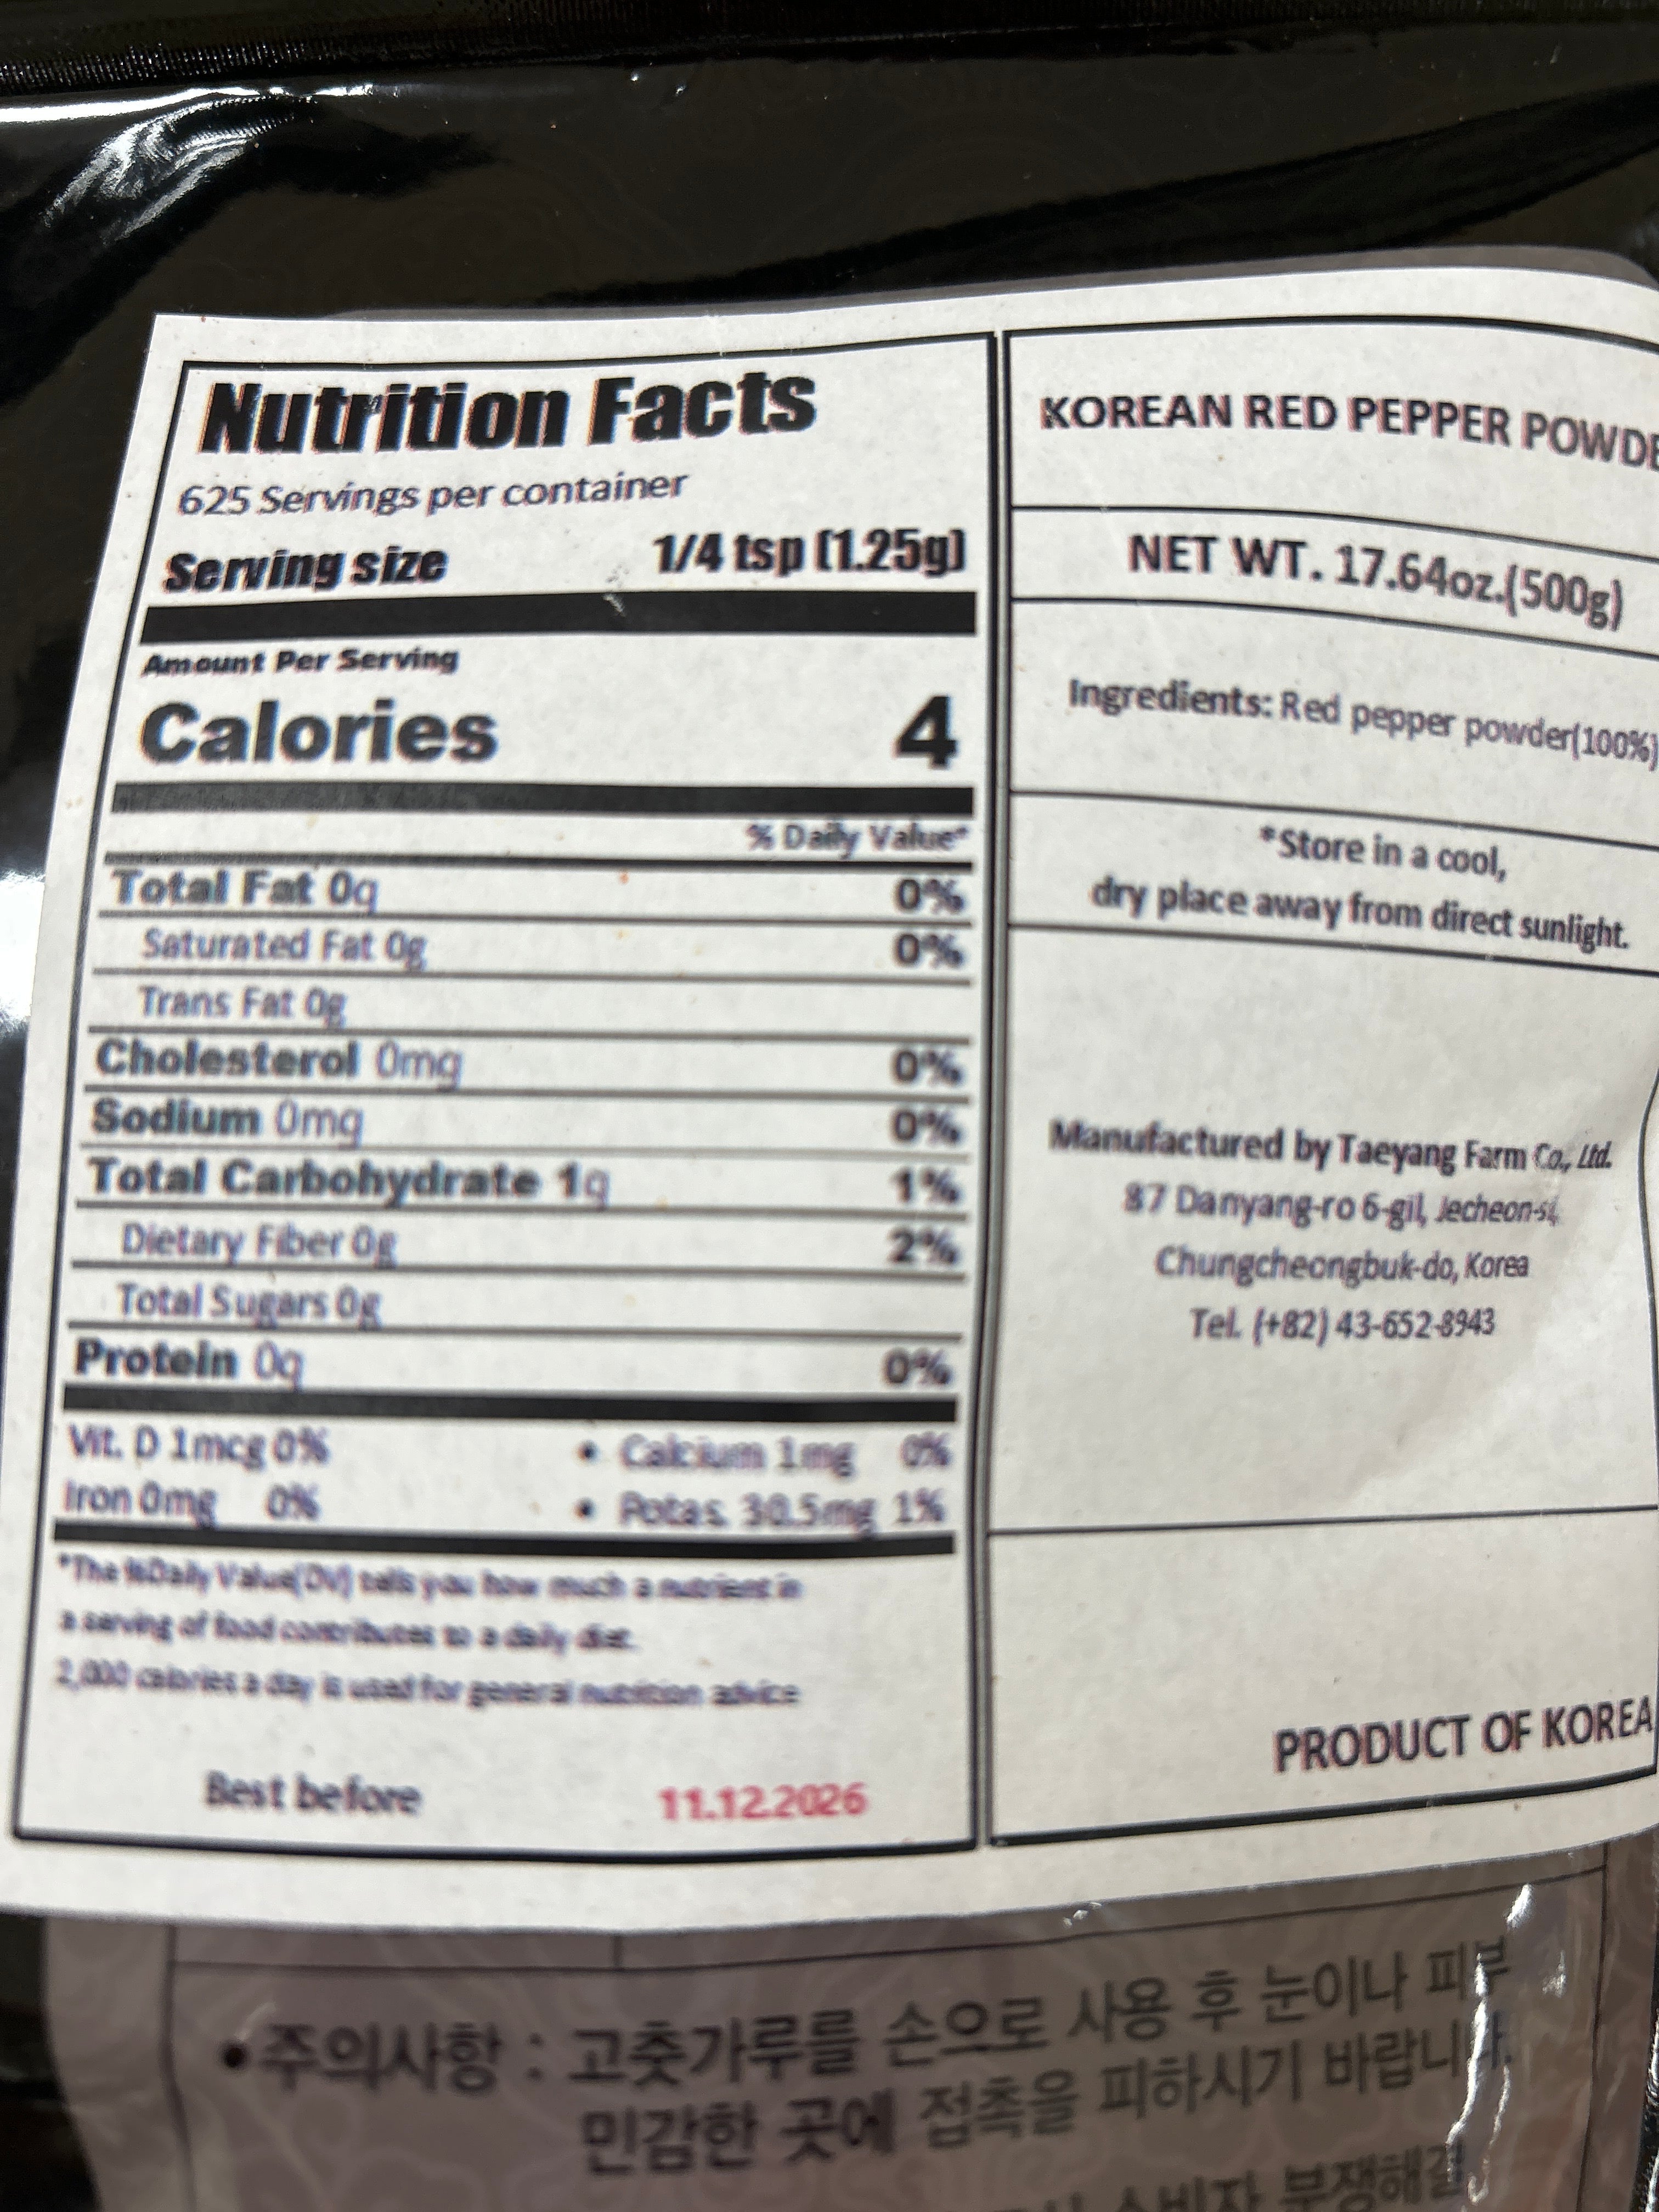 Nutrition Facts
625 Servings per container
Serving size 1/4 tsp (1.25g)
Amount Per Serving
Calories 4
% Daily Value*
Total Fat 0g 0%
Saturated Fat 0g 0%
Trans Fat 0g
Cholesterol 0mg 0%
Sodium 0mg 0%
Total Carbohydrate 1g 1%
Dietary Fiber 0g 2%
Total Sugars 0g
Protein 0g 0%
Vit. D 1mcg 0% • Calcium 1mg 0%
Iron 0mg 0% • Potas. 30.5mg 1%
*The %Daily Value(DV) tells you how much a nutrient in
a serving of food contributes to a daily diet.
2,000 calories a day is used for general nutrition advice
Best before 11.12.2026
KOREAN RED PEPPER POWDE
NET WT. 17.64oz.(500g)
Ingredients: Red pepper powder(100%)
*Store in a cool,
dry place away from direct sunlight.
Manufactured by Taeyang Farm Co., Ltd.
87 Danyang-ro 6-gil, Jecheon-si,
Chungcheongbuk-do, Korea
Tel. (+82) 43-652-8943
PRODUCT OF KOREA
•주의사항 : 고춧가루를 손으로 사용 후 눈이나 피부
민감한 곳에 접촉을 피하시기 바랍니다.
소비자 분쟁해결